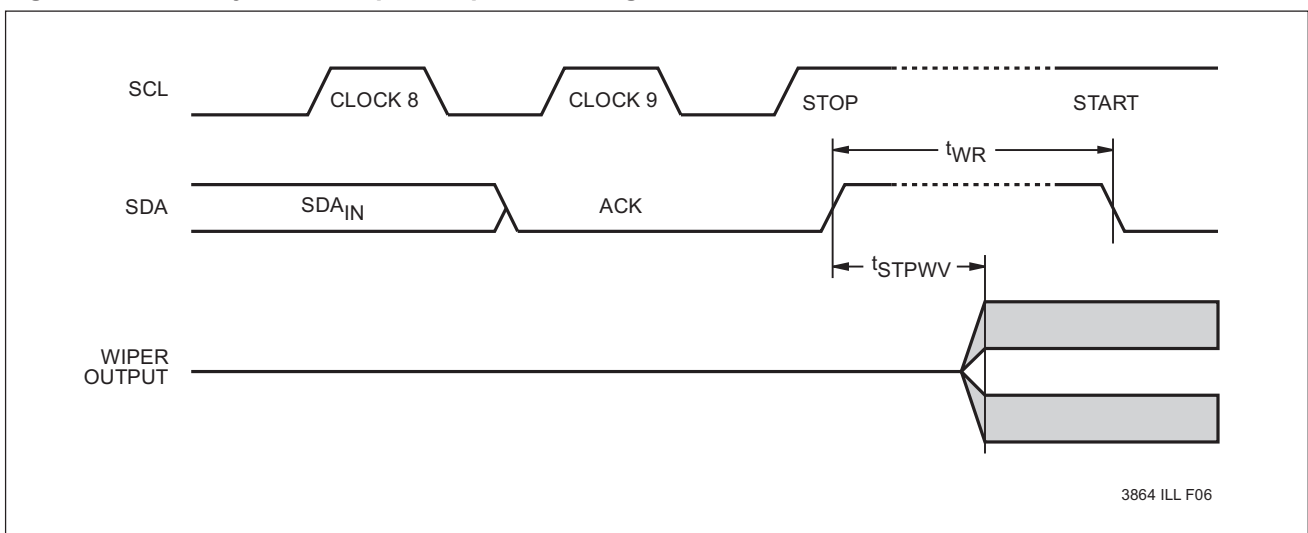 SCL
CLOCK 8
CLOCK 9
STOP
START
tWR
SDA
SDAIN
ACK
tSTPWV
WIPER
OUTPUT
3864 ILL F06